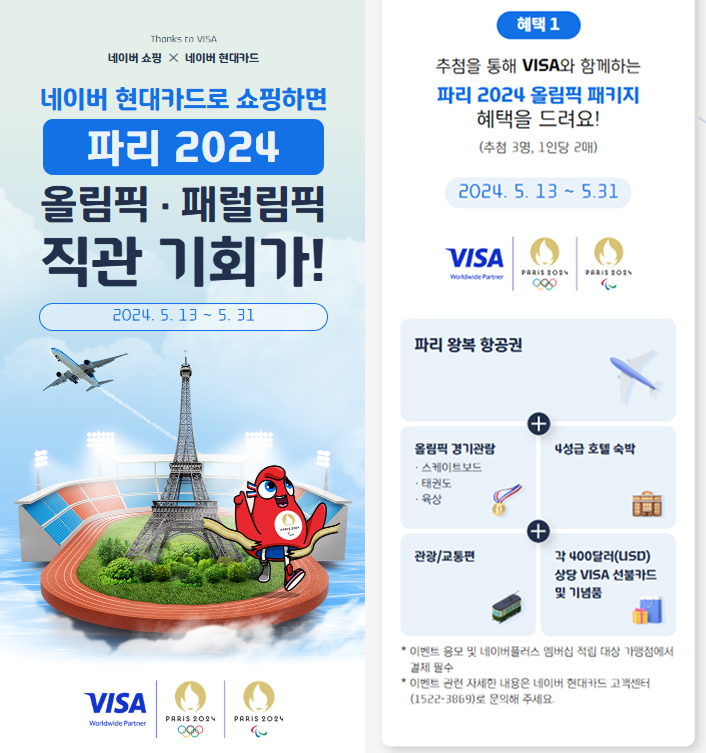 Thanks to VISA
네이버 쇼핑 × 네이버 현대카드
네이버 현대카드로 쇼핑하면
파리 2024
올림픽 · 패럴림픽
직관 기회가!
2024. 5. 13 ~ 5. 31
PARIS 2024
VISA
Worldwide Partner
PARIS 2024
PARIS 2024
혜택 1
추첨을 통해 VISA와 함께하는
파리 2024 올림픽 패키지
혜택을 드려요!
(추첨 3명, 1인당 2매)
2024. 5. 13 ~ 5.31
VISA
Worldwide Partner
PARIS 2024
PARIS 2024
파리 왕복 항공권
올림픽 경기관람
· 스케이트보드
· 태권도
· 육상
4성급 호텔 숙박
관광/교통편
각 400달러(USD)
상당 VISA 선불카드
및 기념품
* 이벤트 응모 및 네이버플러스 멤버십 적립 대상 가맹점에서
결제 필수
* 이벤트 관련 자세한 내용은 네이버 현대카드 고객센터
(1522-3869)로 문의해 주세요.